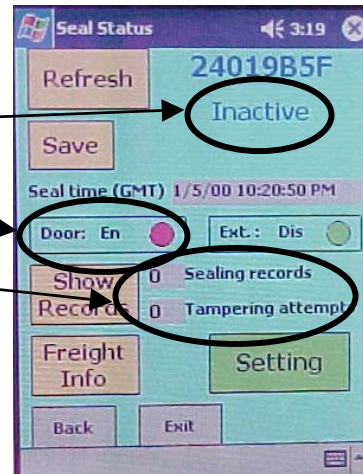 Seal Status 3:19
Refresh
24019B5F
Inactive
Save
Seal time (GMT) 1/5/00 10:20:50 PM
Door: En
Ext.: Dis
Show Records
0 Sealing records
0 Tampering attempt
Freight Info
Setting
Back
Exit